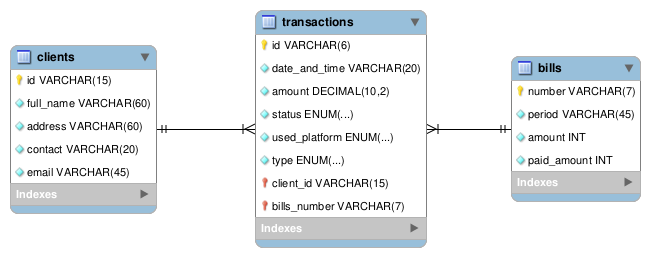 clients
id VARCHAR(15)
full_name VARCHAR(60)
address VARCHAR(60)
contact VARCHAR(20)
email VARCHAR(45)
Indexes
transactions
id VARCHAR(6)
date_and_time VARCHAR(20)
amount DECIMAL(10,2)
status ENUM(...)
used_platform ENUM(...)
type ENUM(...)
client_id VARCHAR(15)
bills_number VARCHAR(7)
Indexes
bills
number VARCHAR(7)
period VARCHAR(45)
amount INT
paid_amount INT
Indexes